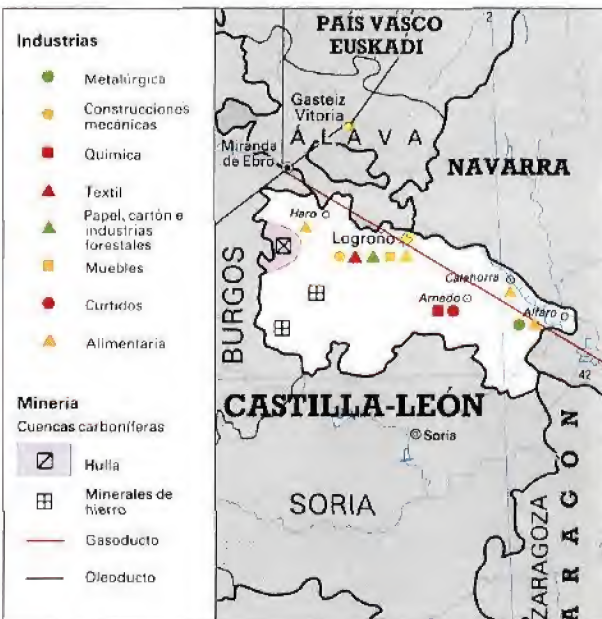 Industrias
Metalúrgica
Construcciones
mecánicas
Química
Textil
Papel, cartón e
industrias
forestales
Muebles
Curtidos
Alimentaria
Minería
Cuencas carboníferas
Hulla
Minerales de
hierro
Gasoducto
Oleoducto
2
PAÍS VASCO
EUSKADI
Gasteiz
Vitoria
ÁLAVA
Miranda
de Ebro
NAVARRA
Haro
Logroño
Calahorra
Arnedo
Alfaro
BURGOS
42
CASTILLA-LEÓN
Soria
SORIA
ZARAGOZA
ARAGON